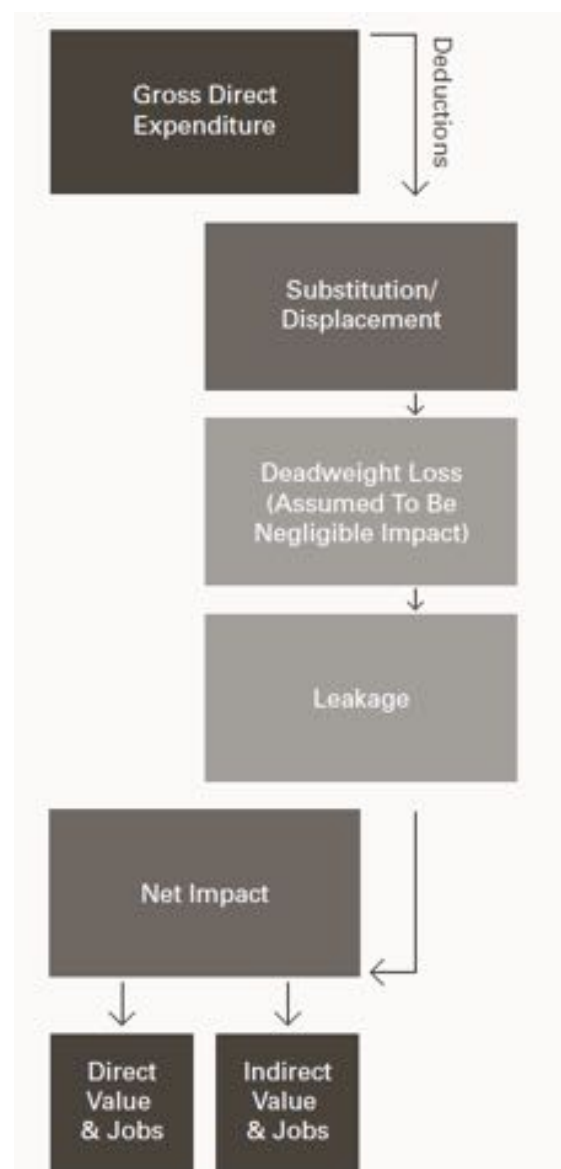 Gross Direct
Expenditure
Deductions
Substitution/
Displacement
Deadweight Loss
(Assumed To Be
Negligible Impact)
Leakage
Net Impact
Direct
Value
& Jobs
Indirect
Value
& Jobs